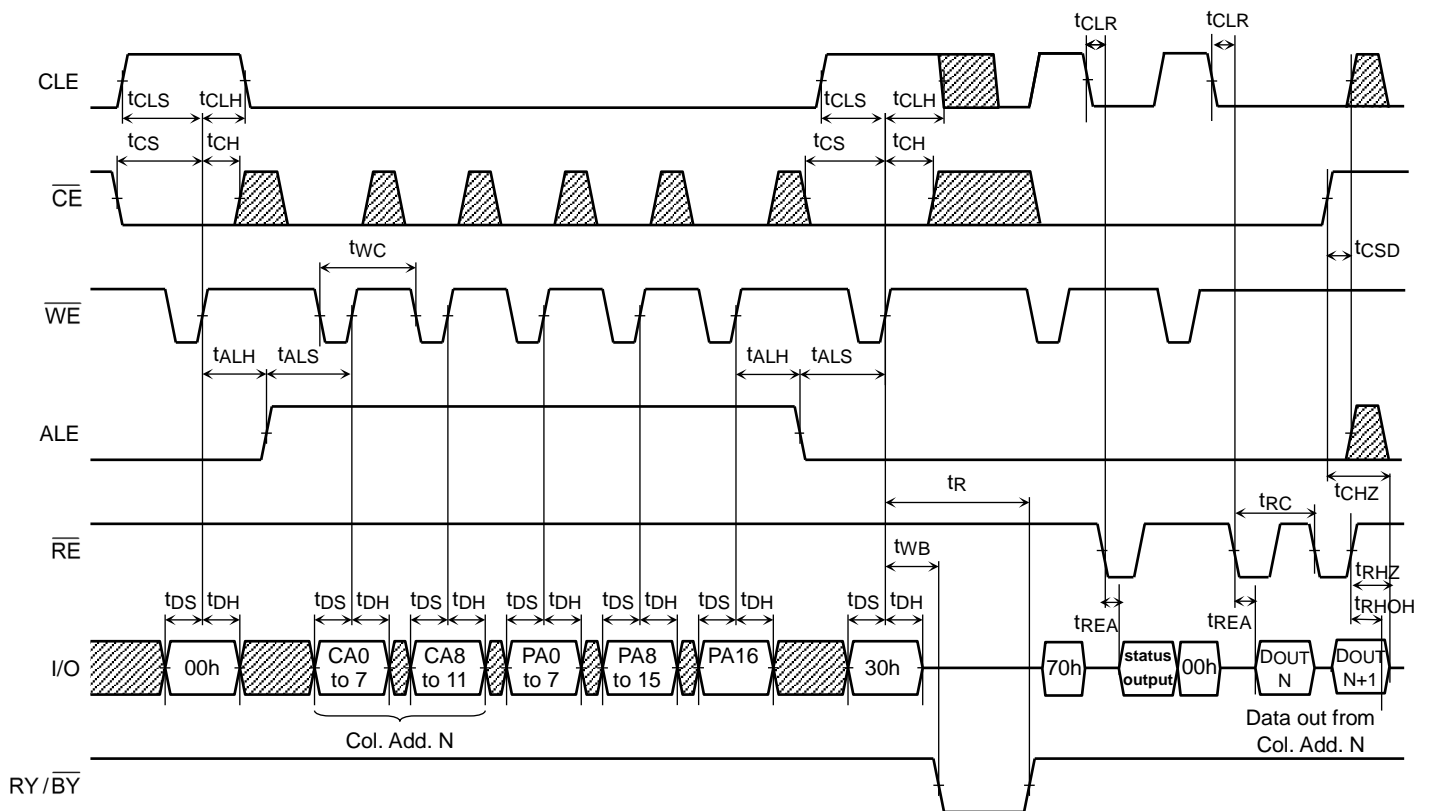 tCLR tCLR
CLE
tCLS tCLH tCLS tCLH
tCS tCH tCS tCH
CE
tWC tCSD
WE
tALH tALS tALH tALS
ALE
tR tCHZ
tRC
RE
tWB tRHZ
tDS tDH tDS tDH tDS tDH tDS tDH tDS tDH tDS tDH tDS tDH tREA tREA tRHOH
I/O
00h
CA0
to 7
CA8
to 11
PA0
to 7
PA8
to 15
PA16
30h
70h
status
output
00h
DOUT
N
DOUT
N+1
Col. Add. N
Data out from
Col. Add. N
RY/BY